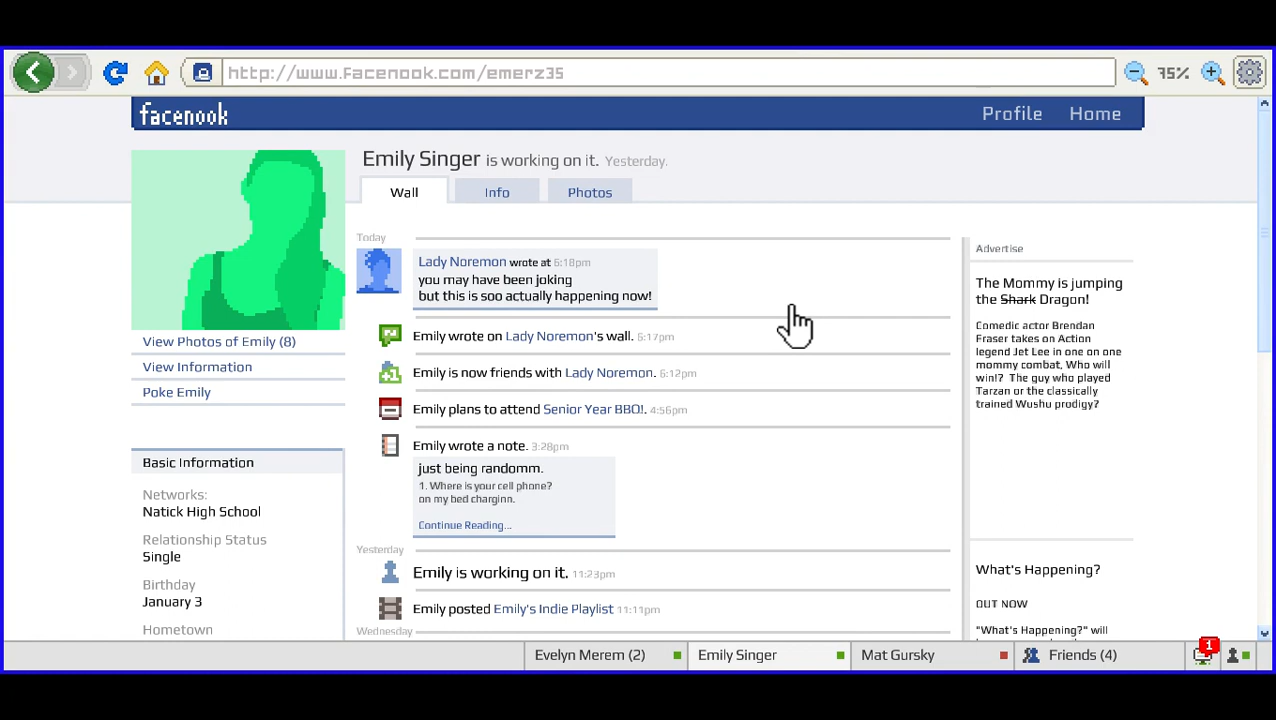 http://www.facenook.com/emerz35
75%
facenook
Profile
Home
Emily Singer is working on it. Yesterday.
Wall
Info
Photos
Today
Lady Noremon wrote at 6:18pm
you may have been joking
but this is soo actually happening now!
Emily wrote on Lady Noremon's wall. 6:17pm
Emily is now friends with Lady Noremon. 6:12pm
Emily plans to attend Senior Year BBQ!. 4:56pm
Emily wrote a note. 3:28pm
just being randomm.
1. Where is your cell phone?
on my bed charginn.
Continue Reading...
Yesterday
Emily is working on it. 11:23pm
Emily posted Emily's Indie Playlist 11:11pm
Wednesday
View Photos of Emily (8)
View Information
Poke Emily
Basic Information
Networks:
Natick High School
Relationship Status
Single
Birthday
January 3
Hometown
Advertise
The Mommy is jumping
the Shark Dragon!
Comedic actor Brendan
Fraser takes on Action
legend Jet Lee in one on one
mommy combat, Who will
win!? The guy who played
Tarzan or the classically
trained Wushu prodigy?
What's Happening?
OUT NOW
"What's Happening?" will
Evelyn Merem (2)
Emily Singer
Mat Gursky
Friends (4)
1